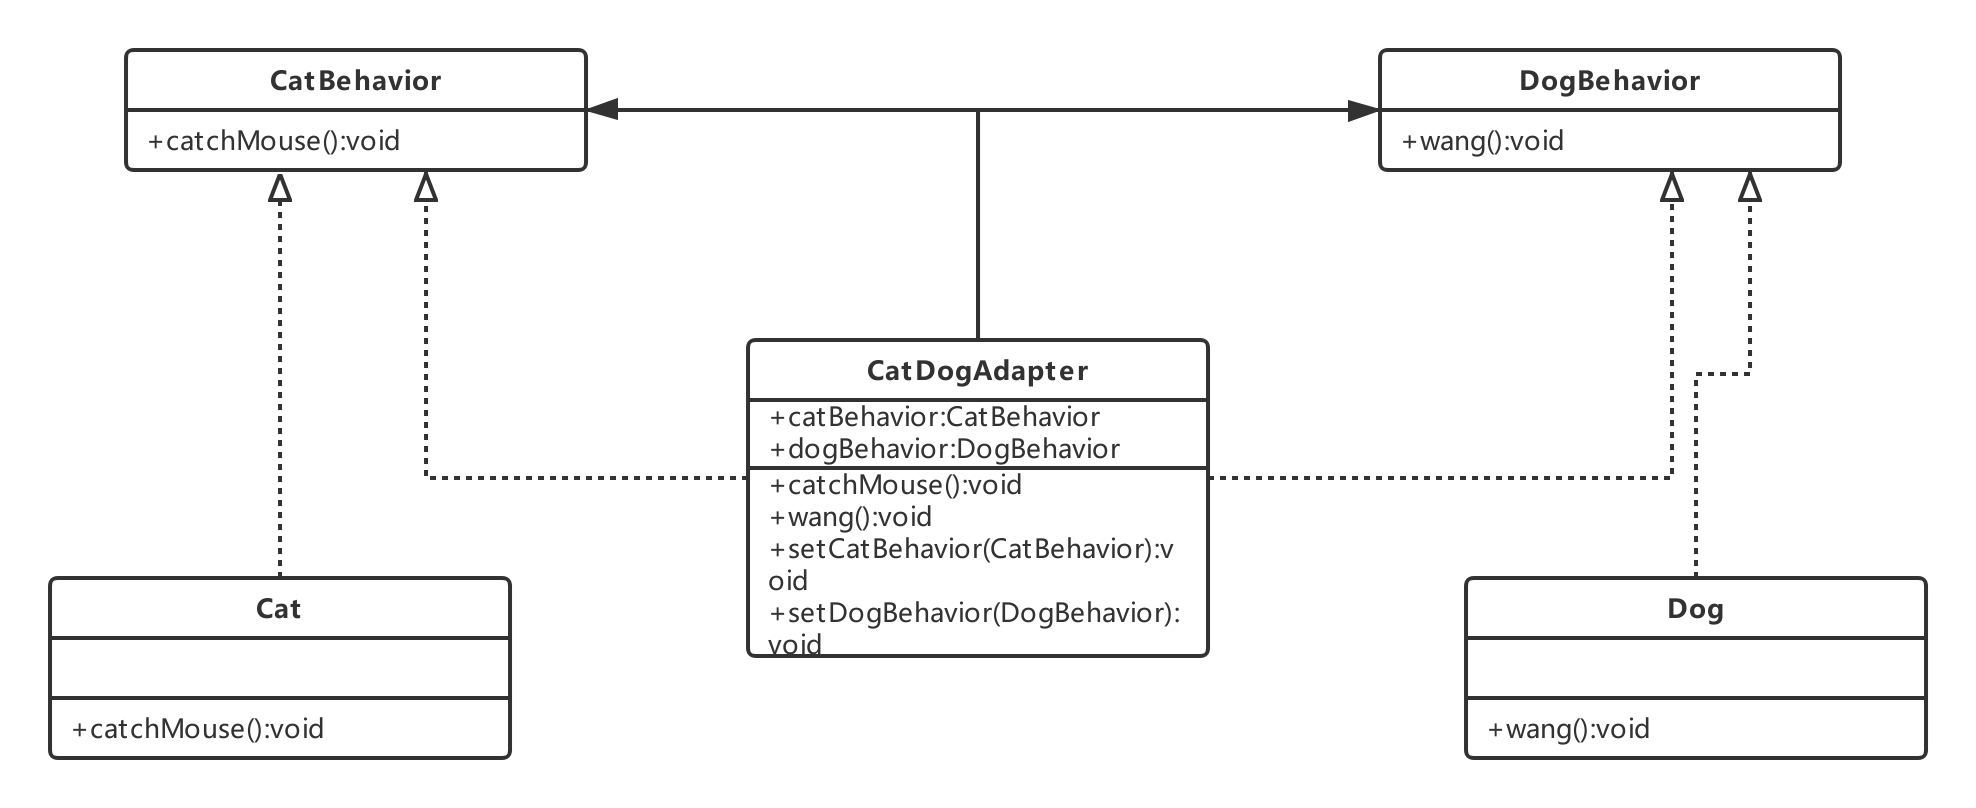 CatBehavior
+catchMouse():void
DogBehavior
+wang():void
CatDogAdapter
+catBehavior:CatBehavior
+dogBehavior:DogBehavior
+catchMouse():void
+wang():void
+setCatBehavior(CatBehavior):v
oid
+setDogBehavior(DogBehavior):
void
Cat
+catchMouse():void
Dog
+wang():void